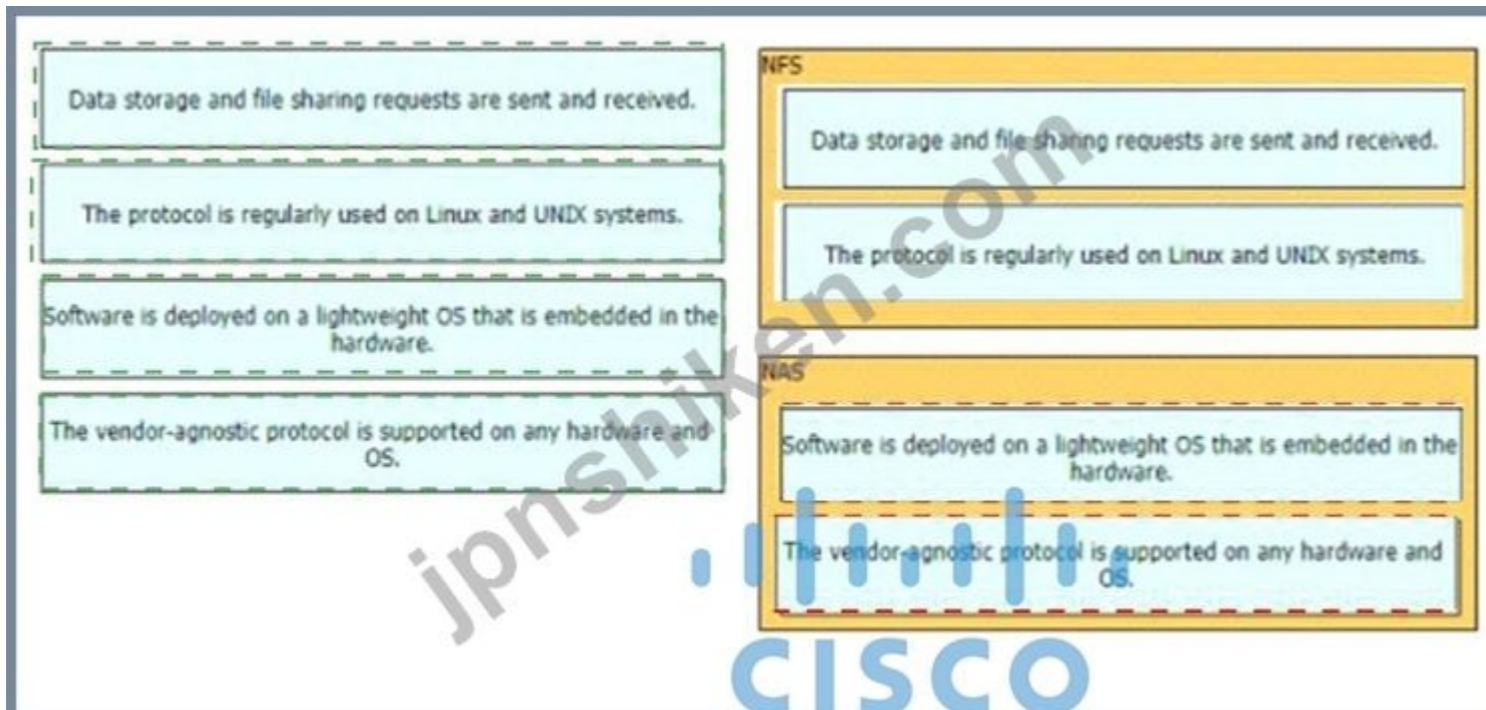 Data storage and file sharing requests are sent and received.
The protocol is regularly used on Linux and UNIX systems.
Software is deployed on a lightweight OS that is embedded in the
hardware.
The vendor-agnostic protocol is supported on any hardware and
OS.
NFS
Data storage and file sharing requests are sent and received.
The protocol is regularly used on Linux and UNIX systems.
NAS
Software is deployed on a lightweight OS that is embedded in the
hardware.
The vendor-agnostic protocol is supported on any hardware and
OS.
jpnshiken.com
CISCO